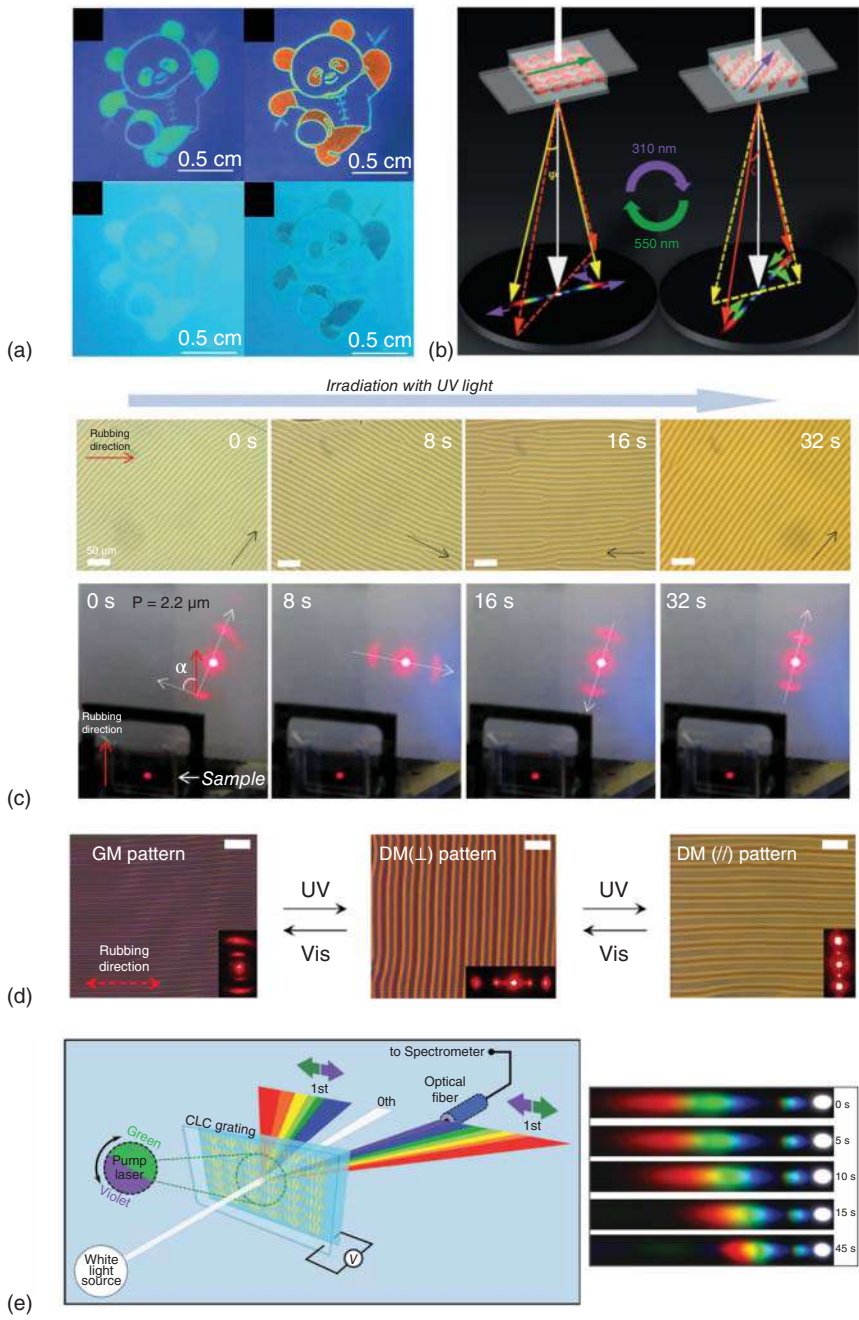 0.5 cm
0.5 cm
0.5 cm
0.5 cm
(a)
310 nm
550 nm
ψ
(b)
Irradiation with UV light
Rubbing
direction
0 s
8 s
16 s
32 s
50 µm
0 s
P = 2.2 µm
8 s
16 s
32 s
α
Rubbing
direction
Sample
(c)
GM pattern
DM(⊥) pattern
DM (//) pattern
UV
UV
Vis
Vis
Rubbing
direction
(d)
to Spectrometer
Optical
fiber
1st
0th
1st
CLC grating
Green
Pump
laser
Violet
White
light
source
V
0 s
5 s
10 s
15 s
45 s
(e)